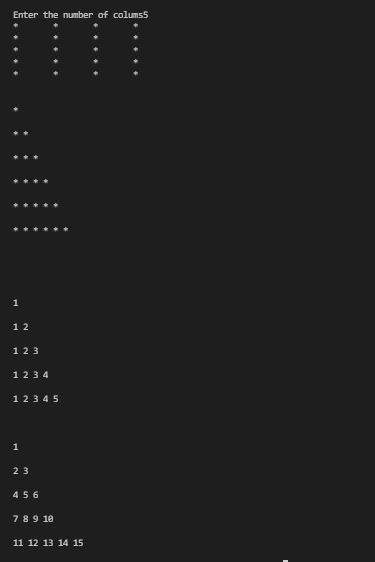 Enter the number of colums5
* * * *
* * * *
* * * *
* * * *
* * * *
*
* *
* * *
* * * *
* * * * *
* * * * * *
1
1 2
1 2 3
1 2 3 4
1 2 3 4 5
1
2 3
4 5 6
7 8 9 10
11 12 13 14 15